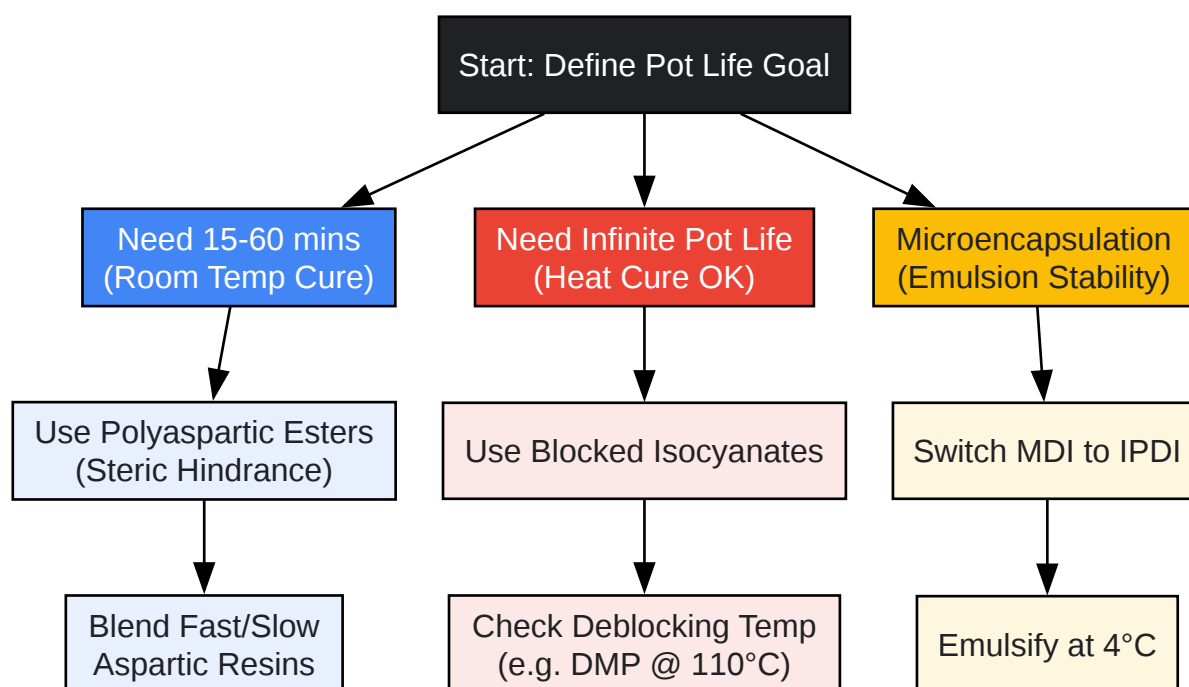 Start: Define Pot Life Goal
Need 15-60 mins
(Room Temp Cure)
Need Infinite Pot Life
(Heat Cure OK)
Microencapsulation
(Emulsion Stability)
Use Polyaspartic Esters
(Steric Hindrance)
Use Blocked Isocyanates
Switch MDI to IPDI
Blend Fast/Slow
Aspartic Resins
Check Deblocking Temp
(e.g. DMP @ 110°C)
Emulsify at 4°C